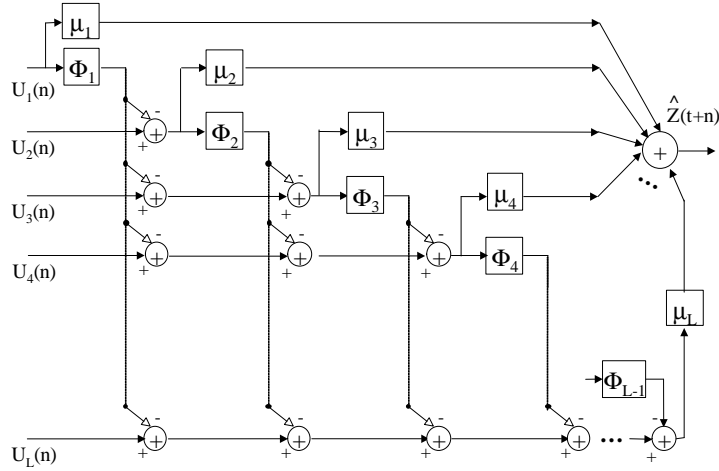 μ1
Φ1
U1(n)
μ2
Ẑ(t+n)
-
+
Φ2
U2(n)
+
μ3
-
-
+
+
Φ3
U3(n)
+
+
•••
μ4
-
-
-
+
+
+
Φ4
U4(n)
+
+
+
μL
ΦL-1
-
-
-
-
-
+
+
+
+
•••
+
UL(n)
+
+
+
+
+